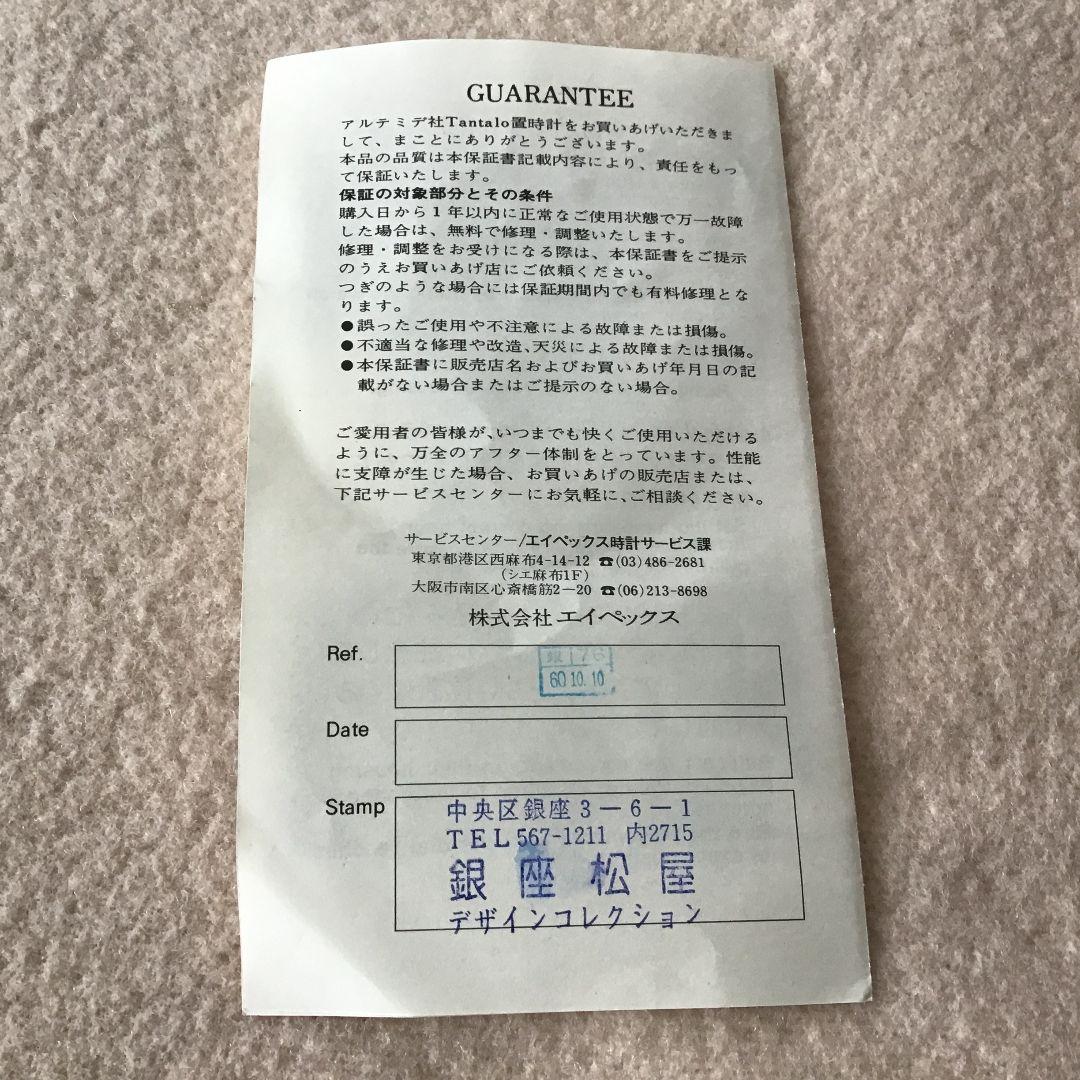 GUARANTEE
アルテミデ社Tantalo置時計をお買いあげいただきま
して、まことにありがとうございます。
本品の品質は本保証書記載内容により、責任をもっ
て保証いたします。
保証の対象部分とその条件
購入日から1年以内に正常なご使用状態で万一故障
した場合は、無料で修理・調整いたします。
修理・調整をお受けになる際は、本保証書をご提示
のうえお買いあげ店にご依頼ください。
つぎのような場合には保証期間内でも有料修理とな
ります。
●誤ったご使用や不注意による故障または損傷。
●不適当な修理や改造、天災による故障または損傷。
●本保証書に販売店名およびお買いあげ年月日の記
載がない場合またはご提示のない場合。
ご愛用者の皆様が、いつまでも快くご使用いただける
ように、万全のアフター体制をとっています。性能
に支障が生じた場合、お買いあげの販売店または、
下記サービスセンターにお気軽に、ご相談ください。
サービスセンター/エイペックス時計サービス課
東京都港区西麻布4-14-12 ☎(03)486-2681
(シエ麻布1F)
大阪市南区心斎橋筋2-20 ☎(06)213-8698
株式会社 エイペックス
Ref.
銀 176
60.10.10
Date
Stamp
中央区銀座3-6-1
TEL567-1211 内2715
銀座松屋
デザインコレクション